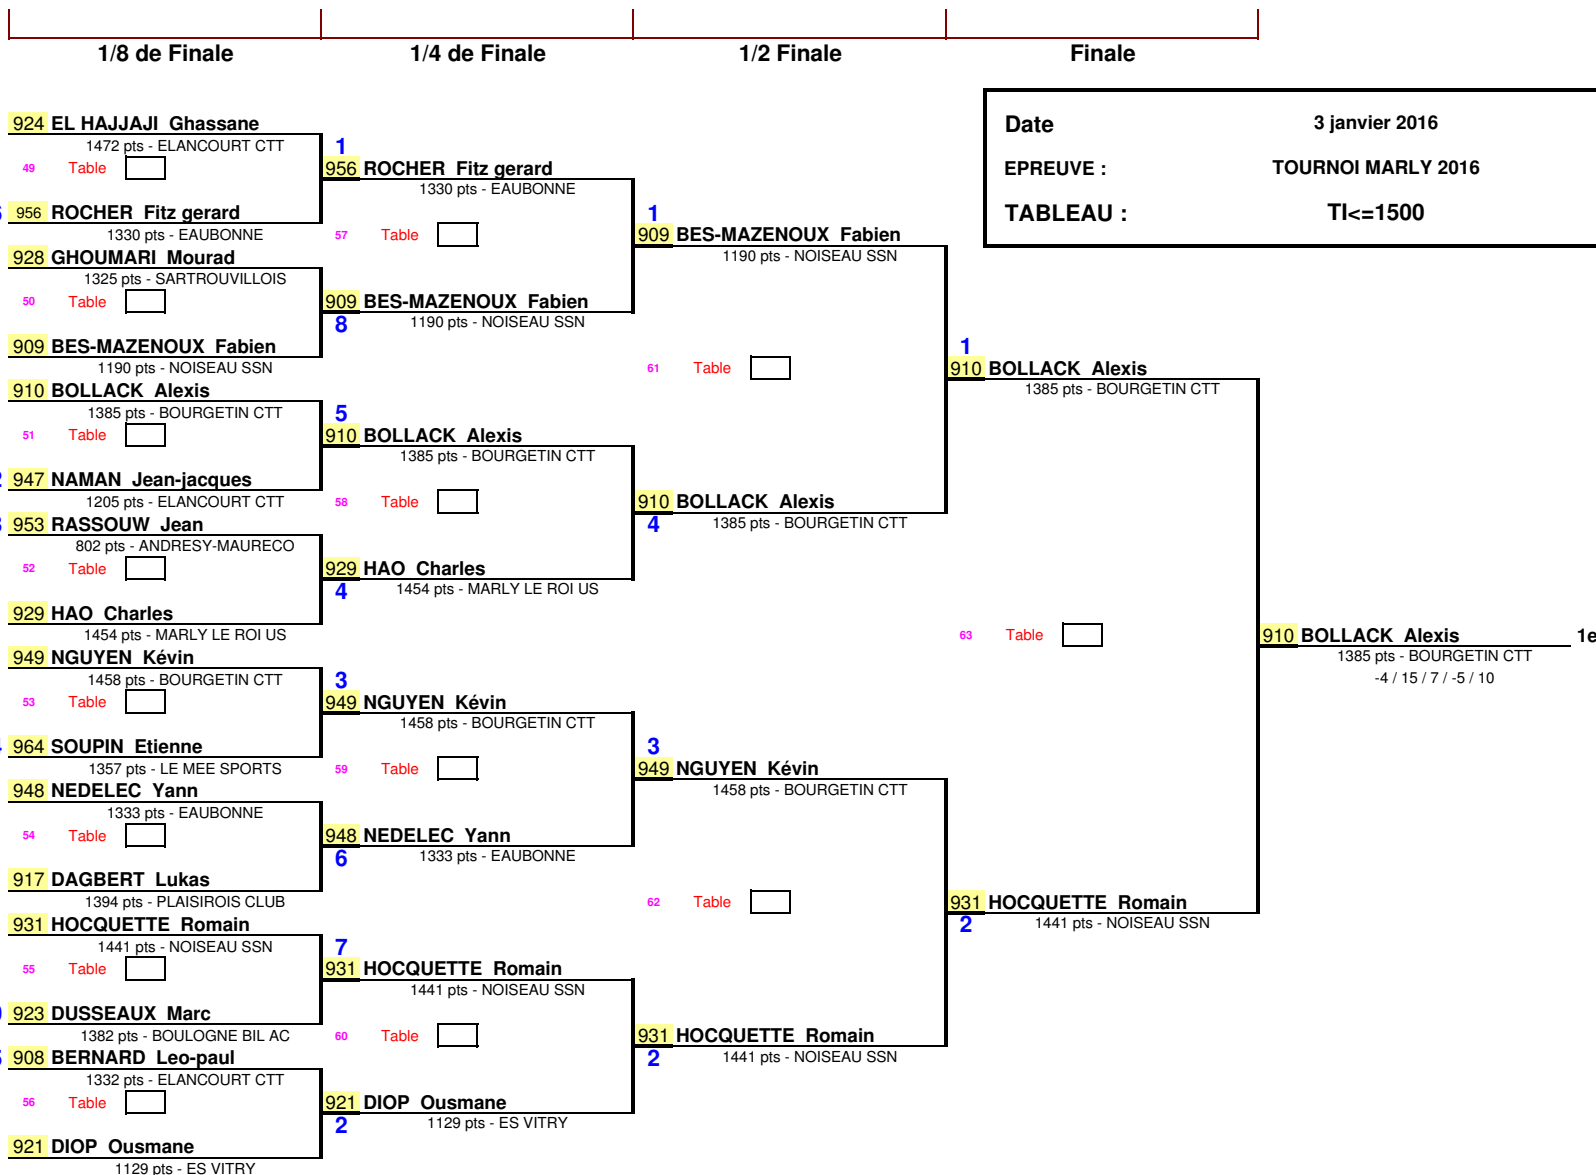 1/8 de Finale
1/4 de Finale
1/2 Finale
Finale
Date 3 janvier 2016
EPREUVE : TOURNOI MARLY 2016
TABLEAU : TI<=1500
924 EL HAJJAJI Ghassane
1472 pts - ELANCOURT CTT
49 Table
956 ROCHER Fitz gerard
1330 pts - EAUBONNE
928 GHOUMARI Mourad
1325 pts - SARTROUVILLOIS
50 Table
909 BES-MAZENOUX Fabien
1190 pts - NOISEAU SSN
910 BOLLACK Alexis
1385 pts - BOURGETIN CTT
51 Table
947 NAMAN Jean-jacques
1205 pts - ELANCOURT CTT
953 RASSOUW Jean
802 pts - ANDRESY-MAURECO
52 Table
929 HAO Charles
1454 pts - MARLY LE ROI US
949 NGUYEN Kévin
1458 pts - BOURGETIN CTT
53 Table
964 SOUPIN Etienne
1357 pts - LE MEE SPORTS
948 NEDELEC Yann
1333 pts - EAUBONNE
54 Table
917 DAGBERT Lukas
1394 pts - PLAISIROIS CLUB
931 HOCQUETTE Romain
1441 pts - NOISEAU SSN
55 Table
923 DUSSEAUX Marc
1382 pts - BOULOGNE BIL AC
908 BERNARD Leo-paul
1332 pts - ELANCOURT CTT
56 Table
921 DIOP Ousmane
1129 pts - ES VITRY
1
956 ROCHER Fitz gerard
1330 pts - EAUBONNE
57 Table
909 BES-MAZENOUX Fabien
8
1190 pts - NOISEAU SSN
5
910 BOLLACK Alexis
1385 pts - BOURGETIN CTT
58 Table
929 HAO Charles
4
1454 pts - MARLY LE ROI US
3
949 NGUYEN Kévin
1458 pts - BOURGETIN CTT
59 Table
948 NEDELEC Yann
6
1333 pts - EAUBONNE
7
931 HOCQUETTE Romain
1441 pts - NOISEAU SSN
60 Table
921 DIOP Ousmane
2
1129 pts - ES VITRY
1
909 BES-MAZENOUX Fabien
1190 pts - NOISEAU SSN
61 Table
910 BOLLACK Alexis
4
1385 pts - BOURGETIN CTT
3
949 NGUYEN Kévin
1458 pts - BOURGETIN CTT
62 Table
931 HOCQUETTE Romain
2
1441 pts - NOISEAU SSN
1
910 BOLLACK Alexis
1385 pts - BOURGETIN CTT
63 Table
931 HOCQUETTE Romain
2
1441 pts - NOISEAU SSN
910 BOLLACK Alexis 1e
1385 pts - BOURGETIN CTT
-4 / 15 / 7 / -5 / 10